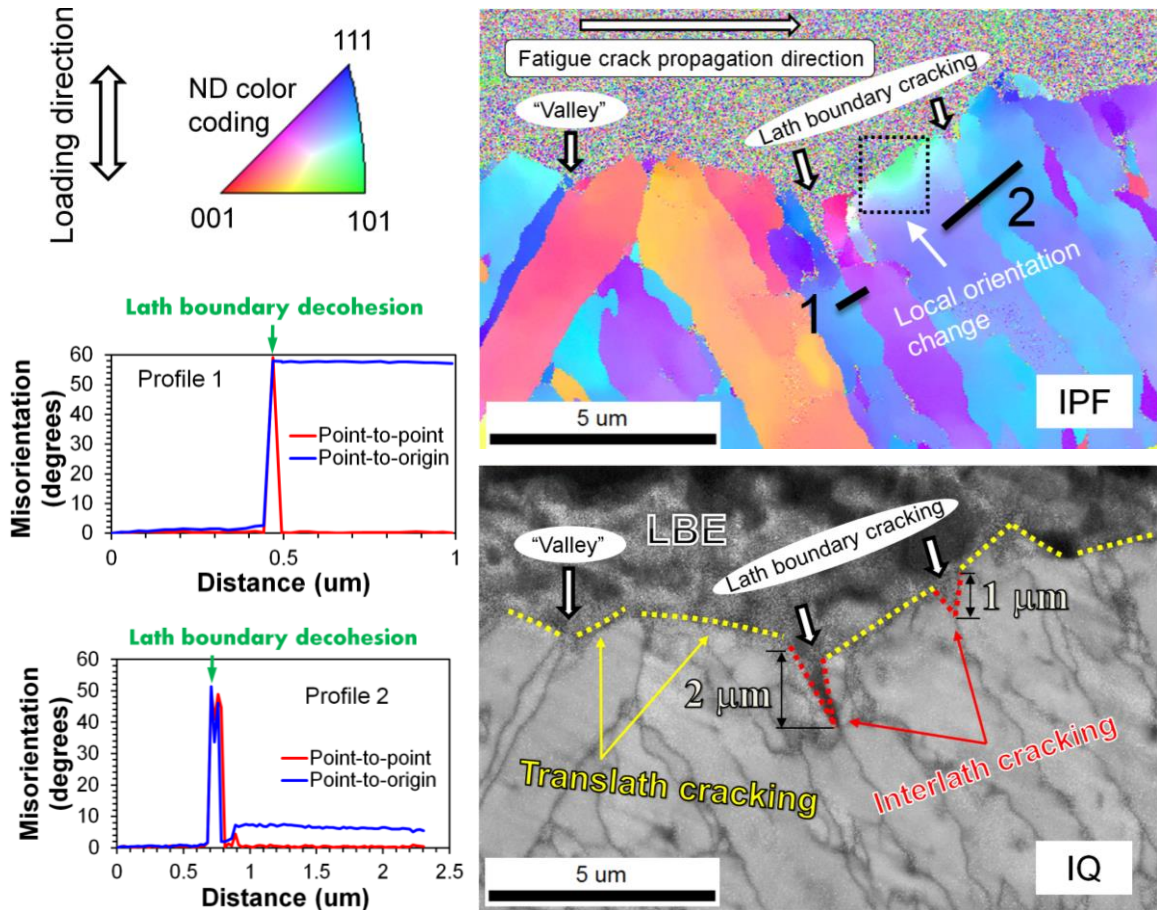 Loading direction
ND color
coding
111
001
101
Lath boundary decohesion
Misorientation
(degrees)
60
50
40
30
20
10
0
Profile 1
Point-to-point
Point-to-origin
0
0.5
1
Distance (um)
Lath boundary decohesion
Misorientation
(degrees)
60
50
40
30
20
10
0
Profile 2
Point-to-point
Point-to-origin
0
0.5
1.0
1.5
2.0
2.5
Distance (um)
Fatigue crack propagation direction
"Valley"
Lath boundary cracking
1
2
Local orientation
change
5 um
IPF
"Valley"
LBE
Lath boundary cracking
1 μm
2 μm
Translath cracking
Interlath cracking
5 um
IQ